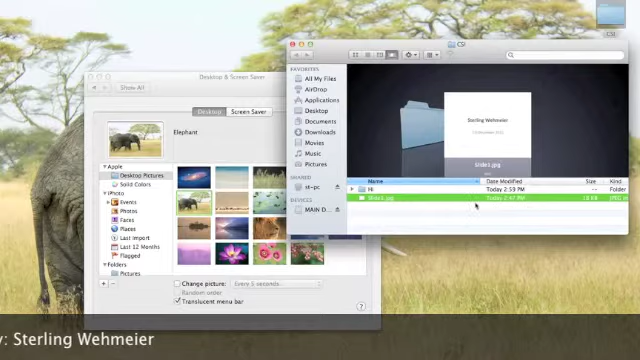 CSI
CSI
Desktop & Screen Saver
Show All
Desktop
Screen Saver
Elephant
Apple
Desktop Pictures
Solid Colors
iPhoto
Events
Photos
Faces
Places
Last Import
Last 12 Months
Flagged
Folders
Pictures
Change picture:
Every 5 seconds...
Random order
Translucent menu bar
?
FAVORITES
All My Files
AirDrop
Applications
Desktop
Documents
Downloads
Movies
Music
Pictures
SHARED
DEVICES
MAIN D...
Sterling Wehmeier
Slide1.jpg
Name
Date Modified
Size
Kind
Hi
Today 2:59 PM
--
Folder
Slide1.jpg
Today 2:47 PM
y: Sterling Wehmeier